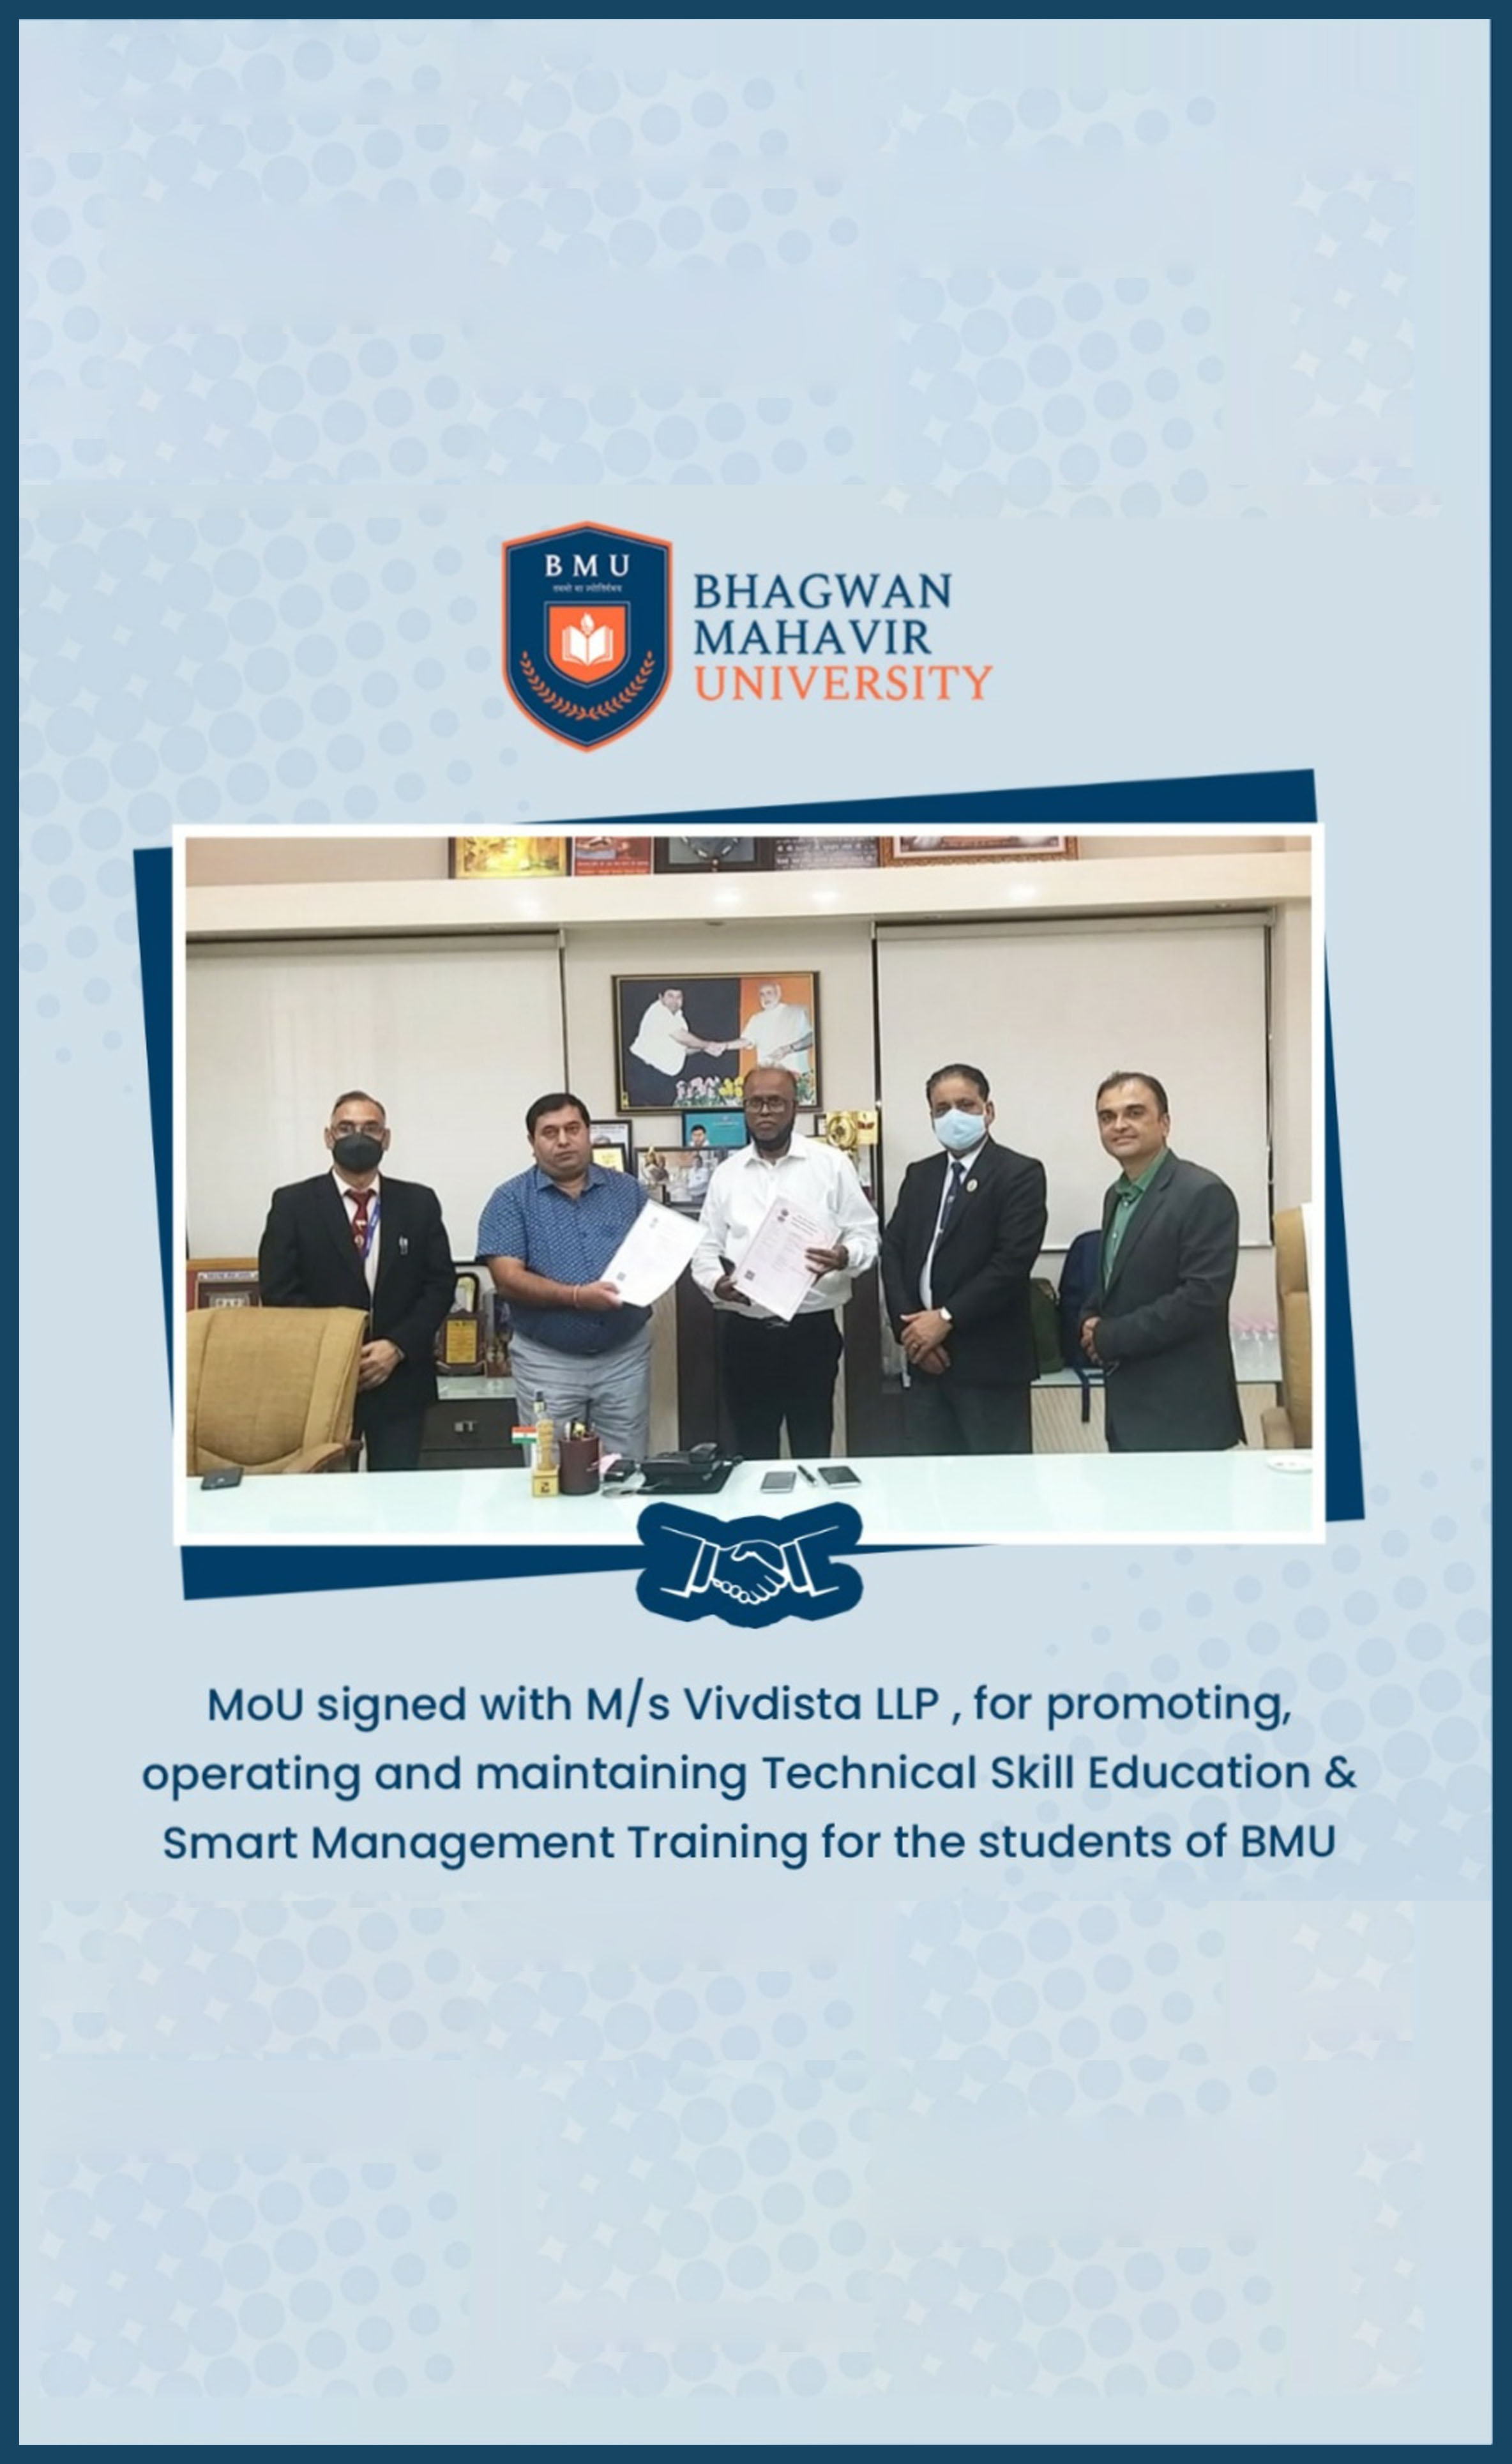 BMU
BHAGWAN
MAHAVIR
UNIVERSITY
MoU signed with M/s Vivdista LLP , for promoting,
operating and maintaining Technical Skill Education &
Smart Management Training for the students of BMU